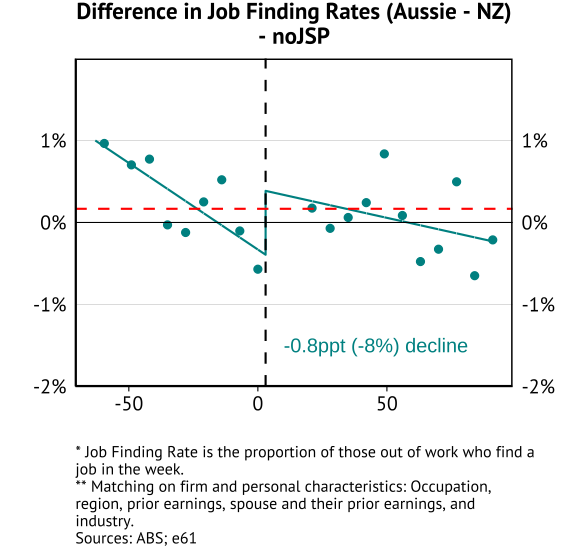 Difference in Job Finding Rates (Aussie - NZ)
- noJSP
1% 1%
0% 0%
-1% -1%
-0.8ppt (-8%) decline
-2% -2%
-50 0 50
* Job Finding Rate is the proportion of those out of work who find a
job in the week.
** Matching on firm and personal characteristics: Occupation,
region, prior earnings, spouse and their prior earnings, and
industry.
Sources: ABS; e61